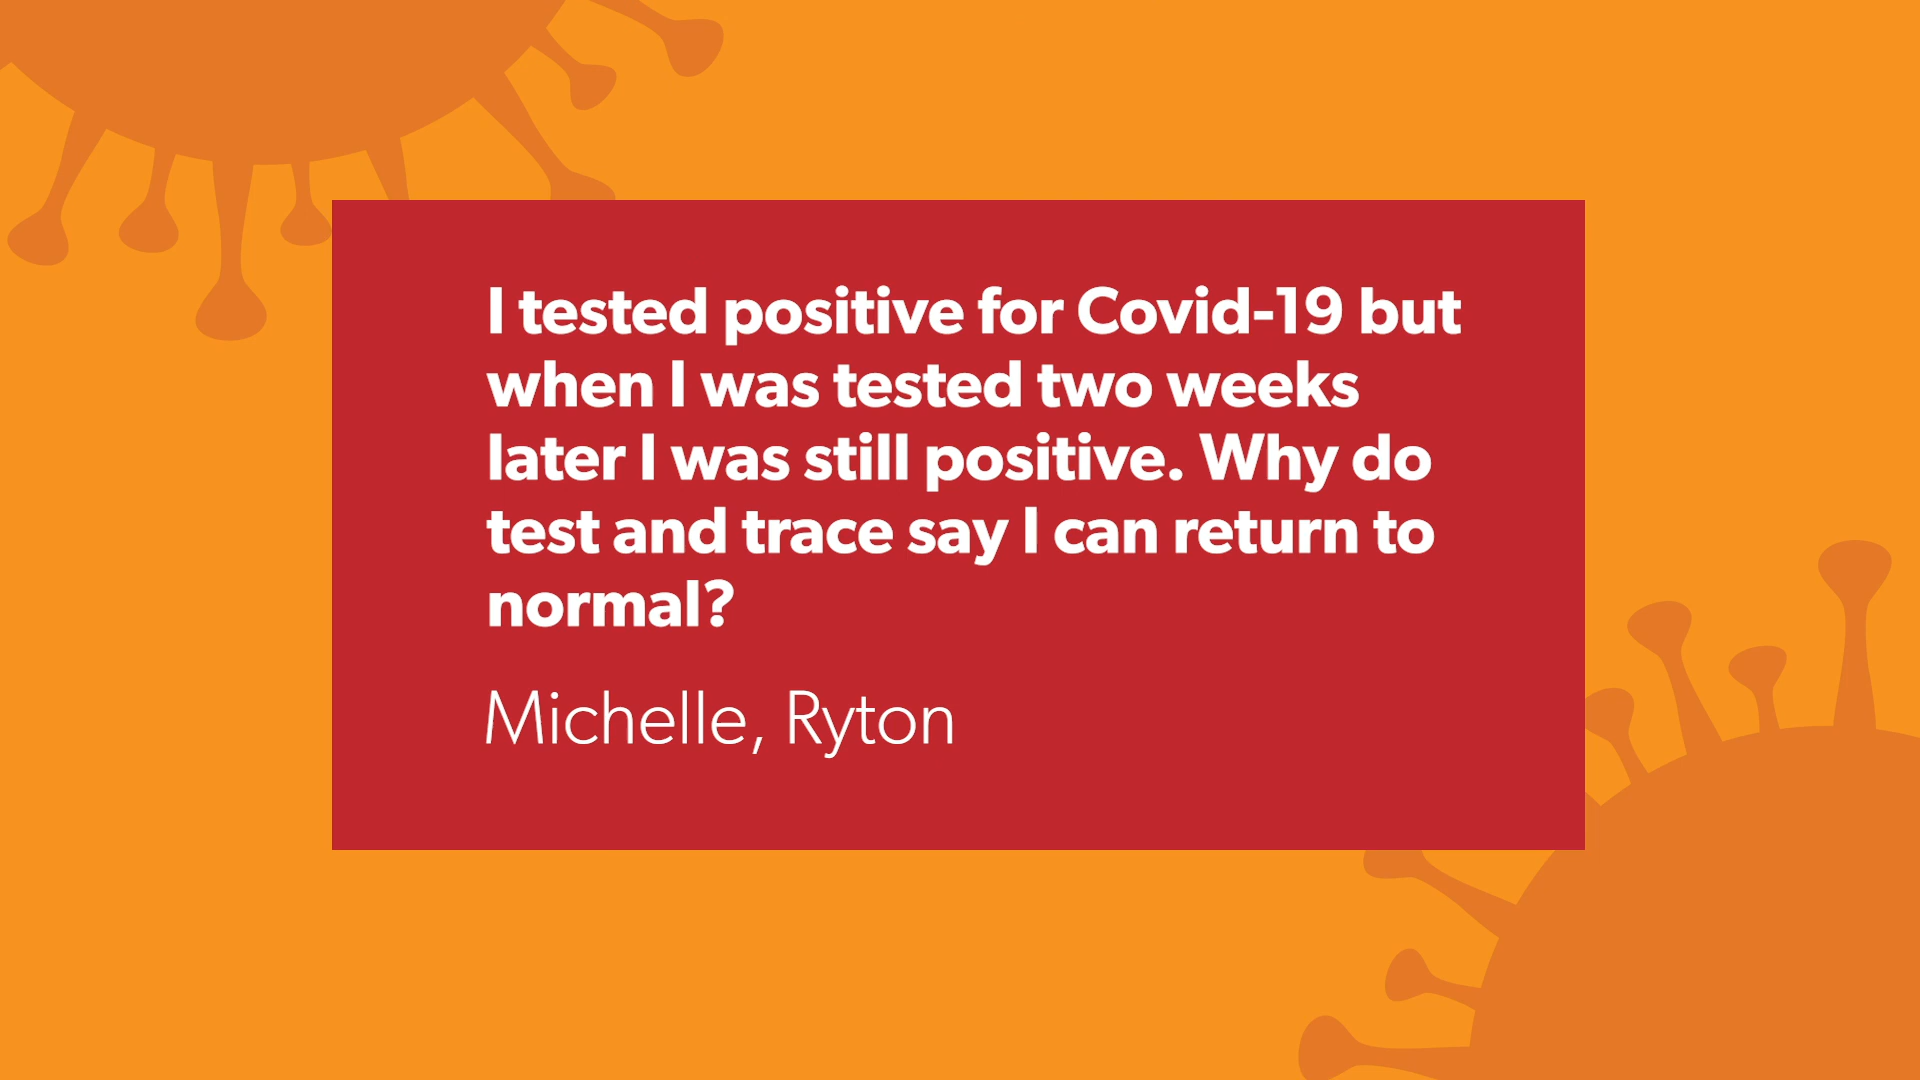 I tested positive for Covid-19 but
when I was tested two weeks
later I was still positive. Why do
test and trace say I can return to
normal?
Michelle, Ryton